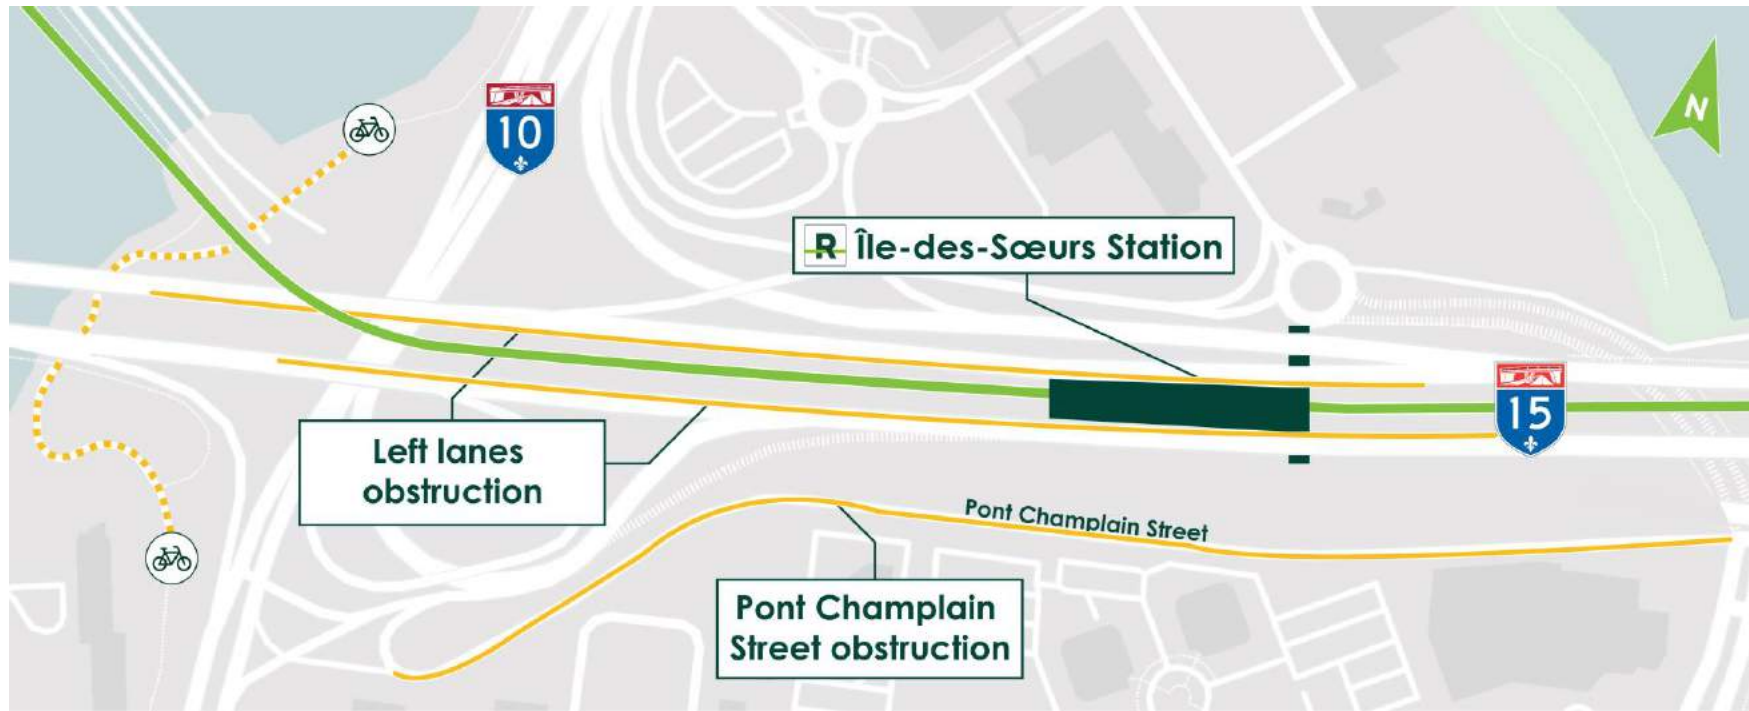 10
N
R Île-des-Sœurs Station
15
Left lanes
obstruction
Pont Champlain Street
Pont Champlain
Street obstruction